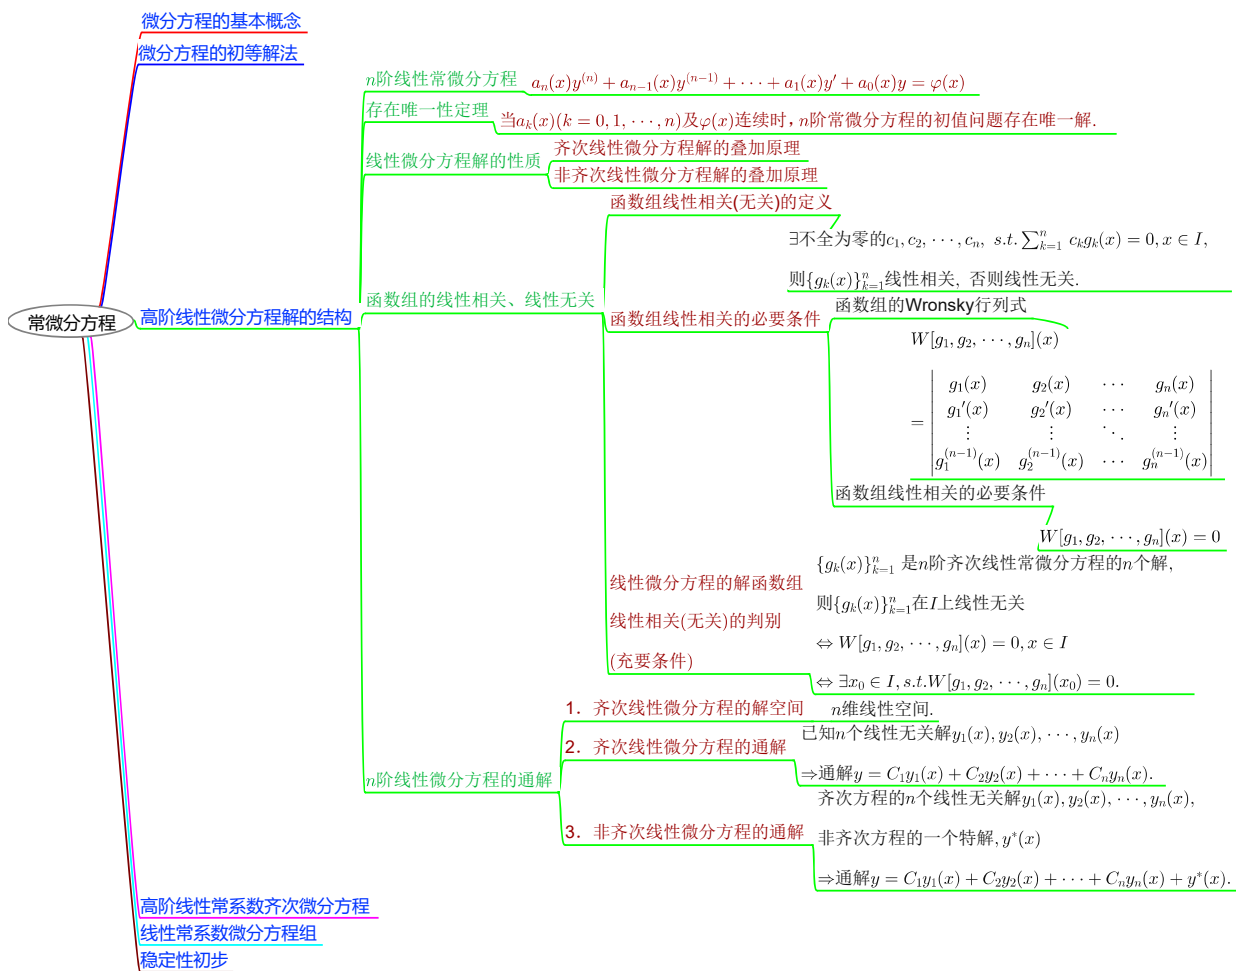 微分方程的基本概念
微分方程的初等解法
常微分方程
高阶线性微分方程解的结构
n阶线性常微分方程
a_n(x)y^{(n)} + a_{n-1}(x)y^{(n-1)} + ··· + a_1(x)y′ + a_0(x)y = φ(x)
存在唯一性定理
当a_k(x)(k = 0, 1, ···, n)及φ(x)连续时, n阶常微分方程的初值问题存在唯一解.
线性微分方程解的性质
齐次线性微分方程解的叠加原理
非齐次线性微分方程解的叠加原理
函数组的线性相关、线性无关
函数组线性相关(无关)的定义
∃不全为零的c_1, c_2, ···, c_n, s.t. ∑_{k=1}^n c_k g_k(x) = 0, x ∈ I,
则{g_k(x)}_{k=1}^n线性相关, 否则线性无关.
函数组线性相关的必要条件
函数组的Wronsky行列式
W[g_1, g_2, ···, g_n](x)
= | g_1(x) g_2(x) ··· g_n(x) |
| g_1′(x) g_2′(x) ··· g_n′(x) |
| ⋮ ⋮ ⋱ ⋮ |
| g_1^{(n-1)}(x) g_2^{(n-1)}(x) ··· g_n^{(n-1)}(x) |
函数组线性相关的必要条件
W[g_1, g_2, ···, g_n](x) = 0
线性微分方程的解函数组
线性相关(无关)的判别
(充要条件)
{g_k(x)}_{k=1}^n 是n阶齐次线性常微分方程的n个解,
则{g_k(x)}_{k=1}^n在I上线性无关
⇔ W[g_1, g_2, ···, g_n](x) = 0, x ∈ I
⇔ ∃x_0 ∈ I, s.t.W[g_1, g_2, ···, g_n](x_0) = 0.
n阶线性微分方程的通解
1. 齐次线性微分方程的解空间
n维线性空间.
2. 齐次线性微分方程的通解
已知n个线性无关解y_1(x), y_2(x), ···, y_n(x)
⇒通解y = C_1y_1(x) + C_2y_2(x) + ··· + C_ny_n(x).
3. 非齐次线性微分方程的通解
齐次方程的n个线性无关解y_1(x), y_2(x), ···, y_n(x),
非齐次方程的一个特解, y*(x)
⇒通解y = C_1y_1(x) + C_2y_2(x) + ··· + C_ny_n(x) + y*(x).
高阶线性常系数齐次微分方程
线性常系数微分方程组
稳定性初步